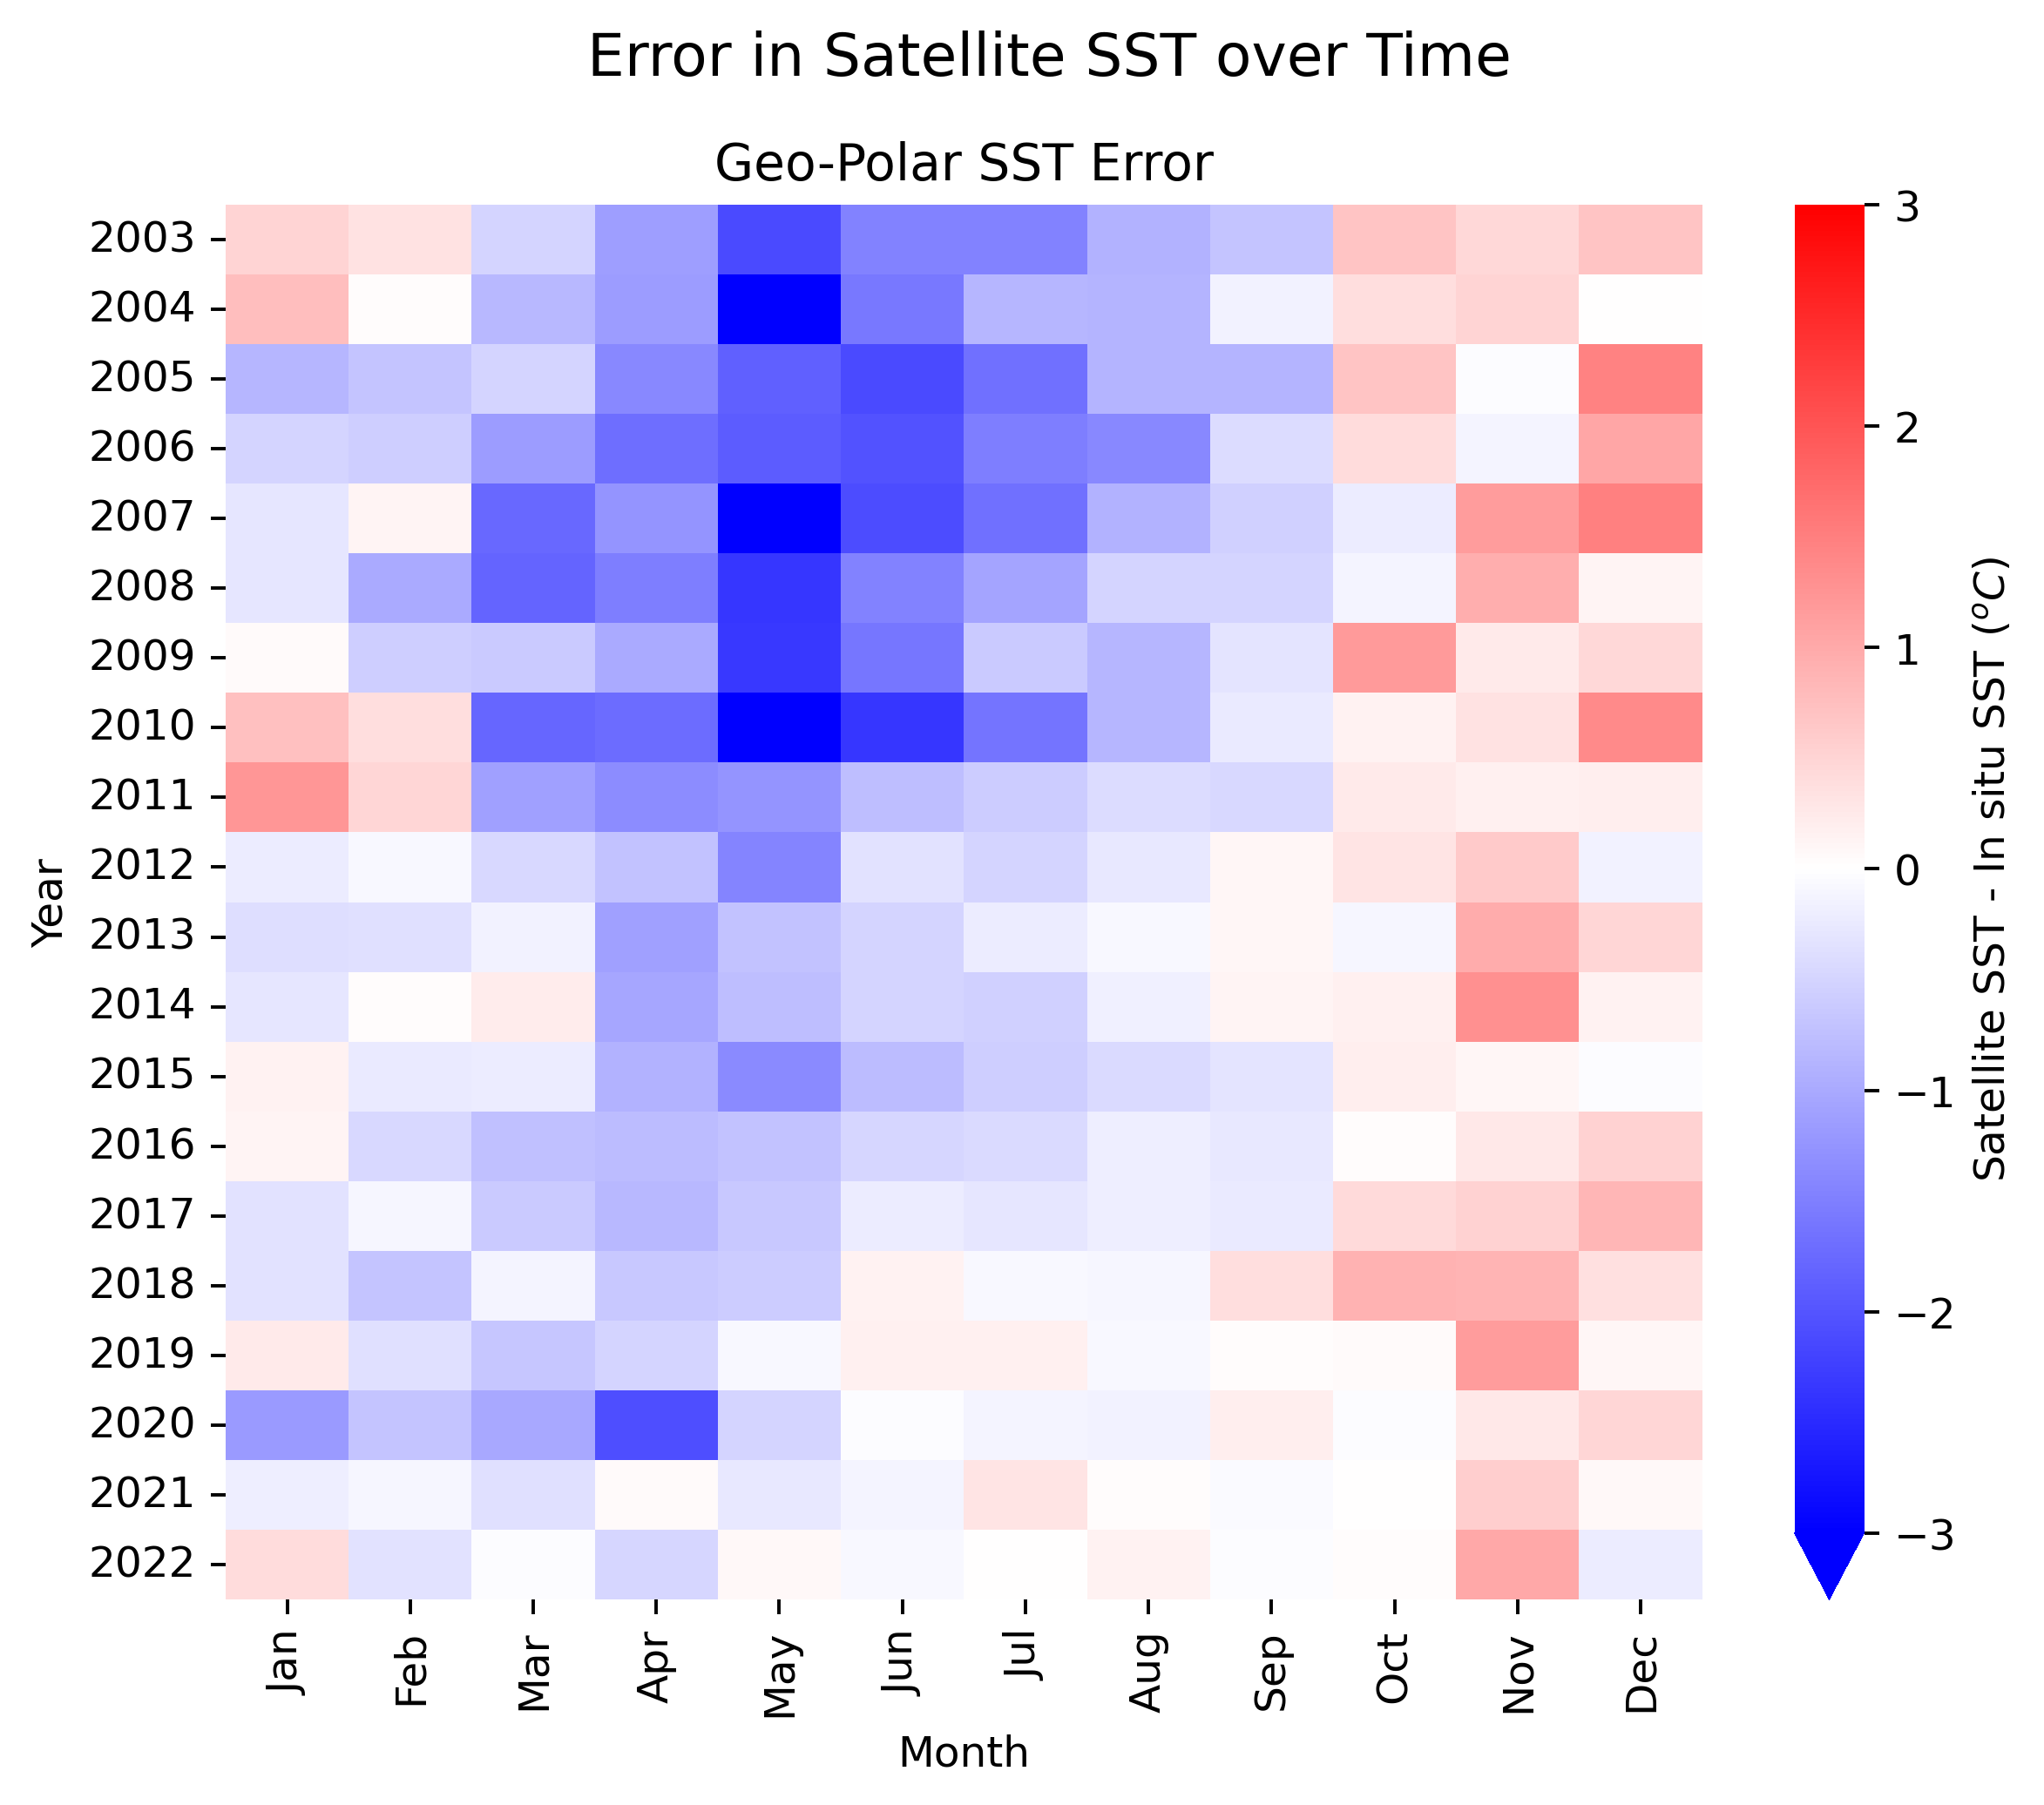 Error in Satellite SST over Time
Geo-Polar SST Error
Year
2003
2004
2005
2006
2007
2008
2009
2010
2011
2012
2013
2014
2015
2016
2017
2018
2019
2020
2021
2022
Jan
Feb
Mar
Apr
May
Jun
Jul
Aug
Sep
Oct
Nov
Dec
Month
3
2
1
0
−1
−2
−3
Satellite SST - In situ SST (°C)